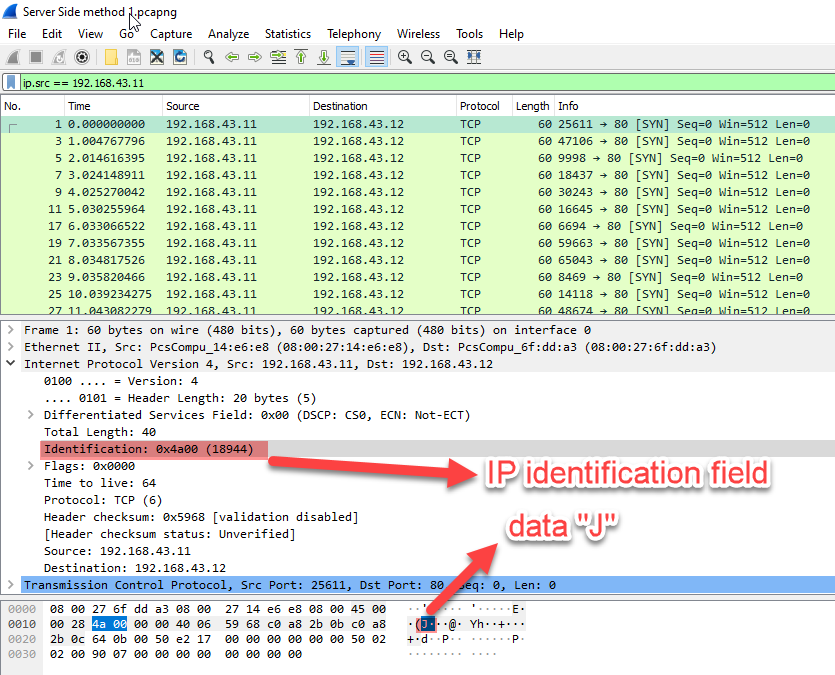 Server Side method 1.pcapng
File Edit View Go Capture Analyze Statistics Telephony Wireless Tools Help
ip.src == 192.168.43.11
No. Time Source Destination Protocol Length Info
1 0.000000000 192.168.43.11 192.168.43.12 TCP 60 25611 → 80 [SYN] Seq=0 Win=512 Len=0
3 1.004767796 192.168.43.11 192.168.43.12 TCP 60 47106 → 80 [SYN] Seq=0 Win=512 Len=0
5 2.014616395 192.168.43.11 192.168.43.12 TCP 60 9998 → 80 [SYN] Seq=0 Win=512 Len=0
7 3.024148911 192.168.43.11 192.168.43.12 TCP 60 18437 → 80 [SYN] Seq=0 Win=512 Len=0
9 4.025270042 192.168.43.11 192.168.43.12 TCP 60 30243 → 80 [SYN] Seq=0 Win=512 Len=0
11 5.030255964 192.168.43.11 192.168.43.12 TCP 60 16645 → 80 [SYN] Seq=0 Win=512 Len=0
17 6.033066522 192.168.43.11 192.168.43.12 TCP 60 6694 → 80 [SYN] Seq=0 Win=512 Len=0
19 7.033567355 192.168.43.11 192.168.43.12 TCP 60 59663 → 80 [SYN] Seq=0 Win=512 Len=0
21 8.034817526 192.168.43.11 192.168.43.12 TCP 60 65043 → 80 [SYN] Seq=0 Win=512 Len=0
23 9.035820466 192.168.43.11 192.168.43.12 TCP 60 8469 → 80 [SYN] Seq=0 Win=512 Len=0
25 10.039234275 192.168.43.11 192.168.43.12 TCP 60 14118 → 80 [SYN] Seq=0 Win=512 Len=0
27 11.043082279 192.168.43.11 192.168.43.12 TCP 60 48674 → 80 [SYN] Seq=0 Win=512 Len=0
Frame 1: 60 bytes on wire (480 bits), 60 bytes captured (480 bits) on interface 0
Ethernet II, Src: PcsCompu_14:e6:e8 (08:00:27:14:e6:e8), Dst: PcsCompu_6f:dd:a3 (08:00:27:6f:dd:a3)
Internet Protocol Version 4, Src: 192.168.43.11, Dst: 192.168.43.12
0100 .... = Version: 4
.... 0101 = Header Length: 20 bytes (5)
Differentiated Services Field: 0x00 (DSCP: CS0, ECN: Not-ECT)
Total Length: 40
Identification: 0x4a00 (18944)
Flags: 0x0000
IP identification field
Time to live: 64
Protocol: TCP (6)
Header checksum: 0x5968 [validation disabled]
data "J"
[Header checksum status: Unverified]
Source: 192.168.43.11
Destination: 192.168.43.12
Transmission Control Protocol, Src Port: 25611, Dst Port: 80, Seq: 0, Len: 0
0000 08 00 27 6f dd a3 08 00 27 14 e6 e8 08 00 45 00 ··'····· '·····E·
0010 00 28 4a 00 00 00 40 06 59 68 c0 a8 2b 0b c0 a8 ·(J···@· Yh··+···
0020 2b 0c 64 0b 00 50 e2 17 00 00 00 00 00 00 50 02 +·d··P·· ······P·
0030 02 00 90 07 00 00 00 00 00 00 00 00 ········ ····